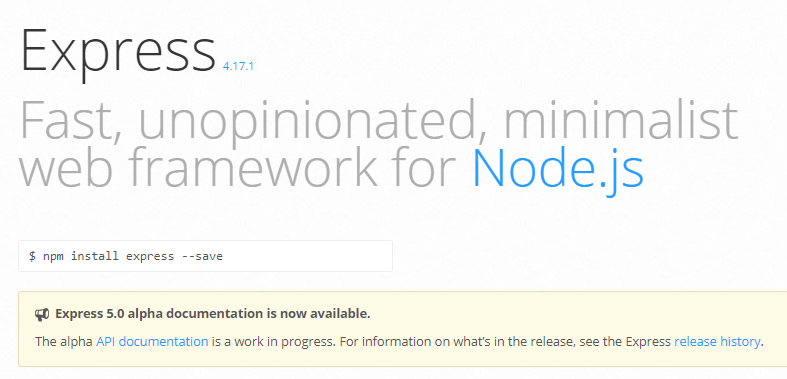 Express 4.17.1
Fast, unopinionated, minimalist
web framework for Node.js
$ npm install express --save
Express 5.0 alpha documentation is now available.
The alpha API documentation is a work in progress. For information on what’s in the release, see the Express release history.